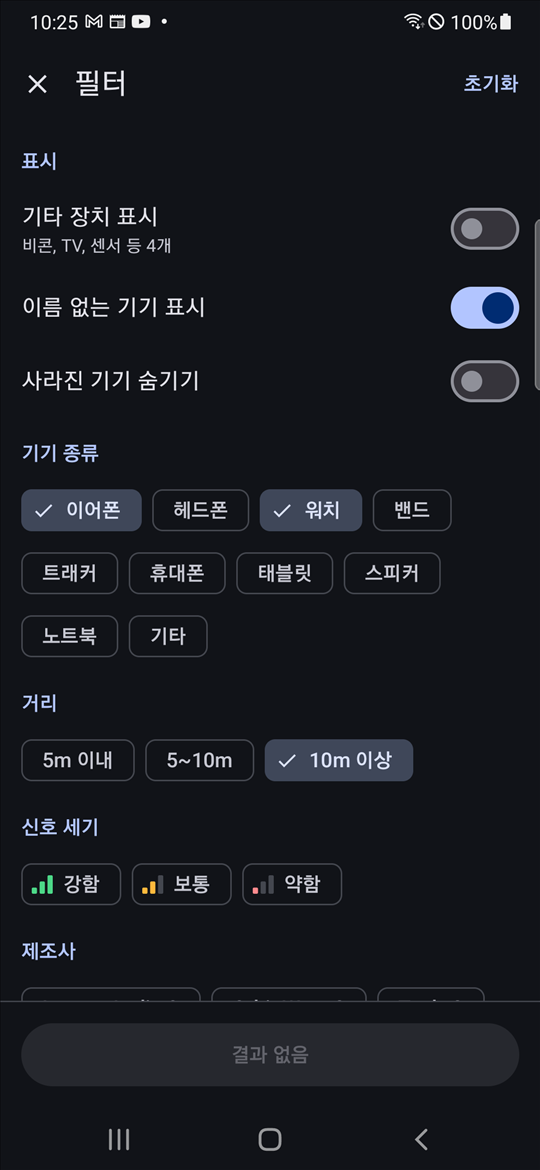 10:25
100%
필터
초기화
표시
기타 장치 표시
비콘, TV, 센서 등 4개
이름 없는 기기 표시
사라진 기기 숨기기
기기 종류
이어폰 헤드폰 워치 밴드
트래커 휴대폰 태블릿 스피커
노트북 기타
거리
5m 이내 5~10m 10m 이상
신호 세기
강함 보통 약함
제조사
결과 없음